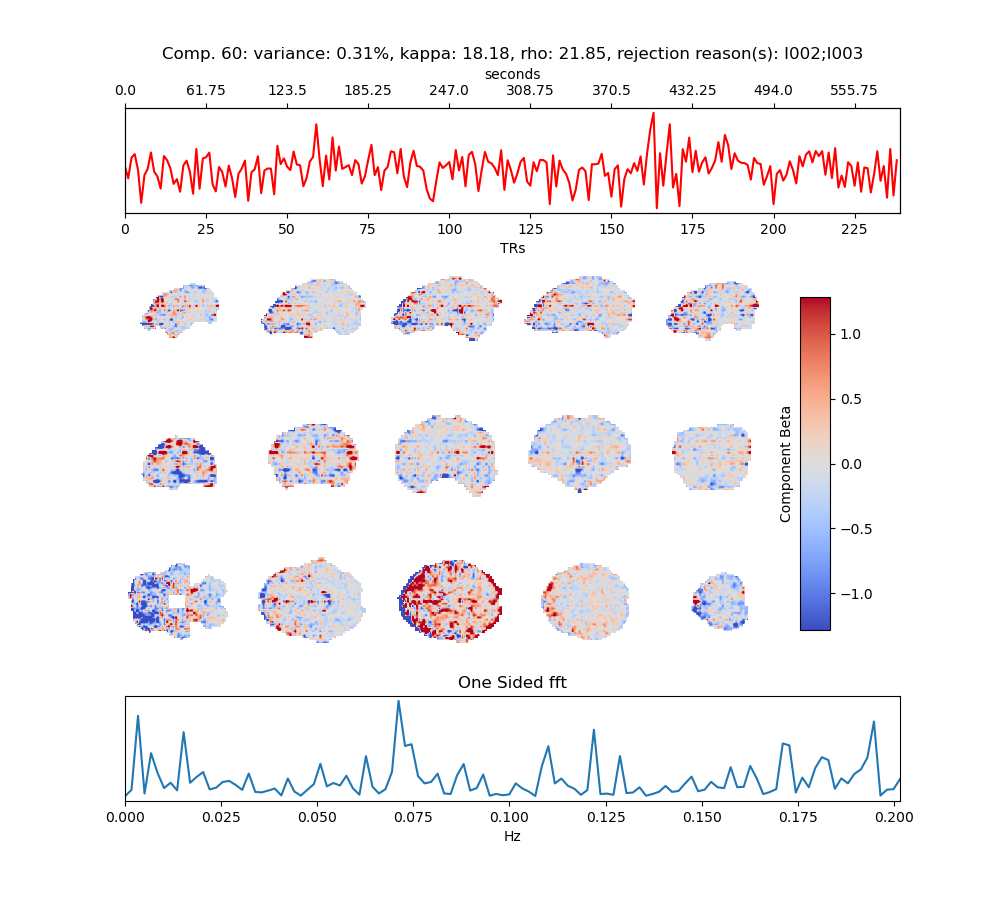 Comp. 60: variance: 0.31%, kappa: 18.18, rho: 21.85, rejection reason(s): I002;I003
seconds
0.0 61.75 123.5 185.25 247.0 308.75 370.5 432.25 494.0 555.75
0 25 50 75 100 125 150 175 200 225
TRs
Component Beta
1.0
0.5
0.0
−0.5
−1.0
One Sided fft
0.000 0.025 0.050 0.075 0.100 0.125 0.150 0.175 0.200
Hz